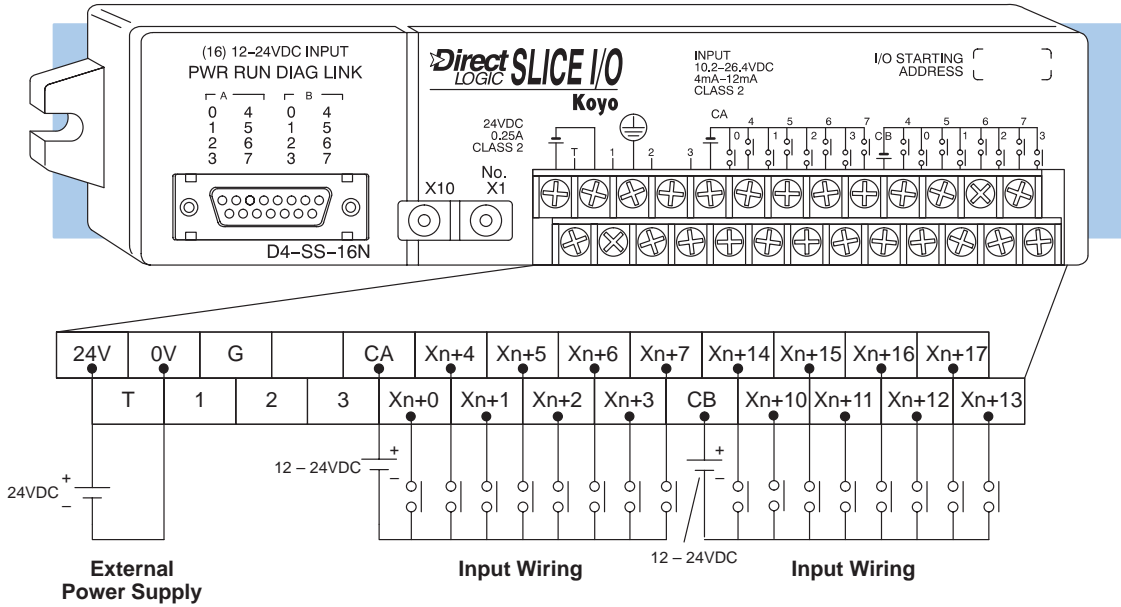 (16) 12–24VDC INPUT
PWR RUN DIAG LINK
A B
0 4 0 4
1 5 1 5
2 6 2 6
3 7 3 7
D4–SS–16N
Direct
LOGIC SLICE I/O
Koyo
No.
X10 X1
24VDC
0.25A
CLASS 2
INPUT
10.2–26.4VDC
4mA–12mA
CLASS 2
I/O STARTING
ADDRESS
T 1 2 3 CA 0 4 1 5 2 6 3 7 CB 4 0 5 1 6 2 7 3
24V 0V G CA Xn+4 Xn+5 Xn+6 Xn+7 Xn+14 Xn+15 Xn+16 Xn+17
T 1 2 3 Xn+0 Xn+1 Xn+2 Xn+3 CB Xn+10 Xn+11 Xn+12 Xn+13
24VDC + –
12 – 24VDC + –
12 – 24VDC + –
External
Power Supply
Input Wiring
Input Wiring